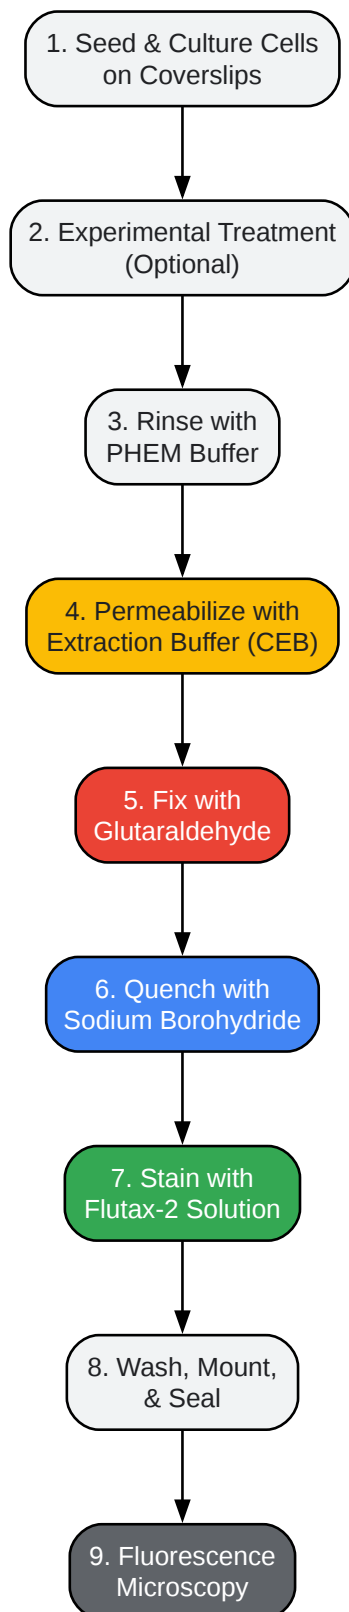 1. Seed & Culture Cells
on Coverslips
2. Experimental Treatment
(Optional)
3. Rinse with
PHEM Buffer
4. Permeabilize with
Extraction Buffer (CEB)
5. Fix with
Glutaraldehyde
6. Quench with
Sodium Borohydride
7. Stain with
Flutax-2 Solution
8. Wash, Mount,
& Seal
9. Fluorescence
Microscopy